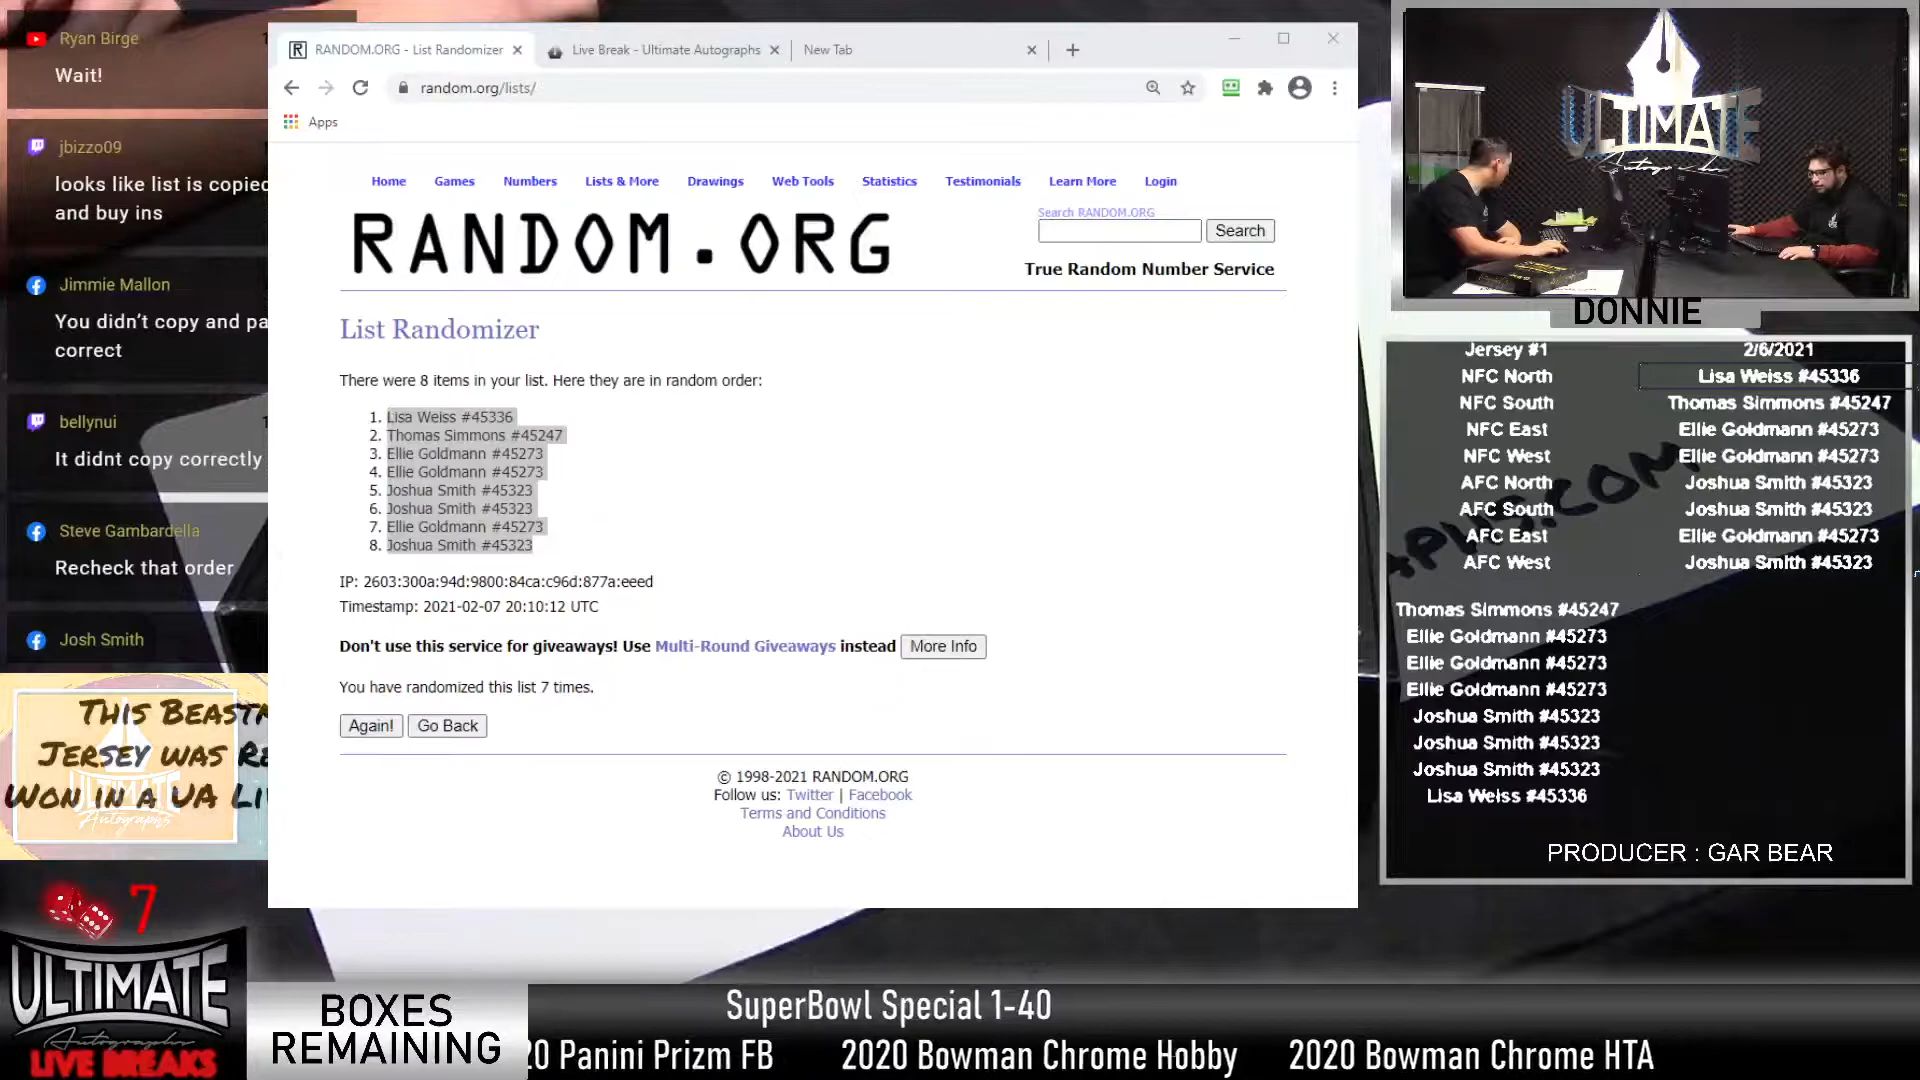 Ryan Birge
Wait!
jbizzo09
looks like list is copied
and buy ins
Jimmie Mallon
You didn't copy and pa
correct
bellynui
It didnt copy correctly
Steve Gambardella
Recheck that order
Josh Smith
THIS BEASTM
JERSEY WAS RE
WON IN A UA LI
ULTIMATE
Autographs
7
ULTIMATE
Autographs
LIVE BREAKS
RANDOM.ORG - List Randomizer
Live Break - Ultimate Autographs
New Tab
random.org/lists/
Apps
Home Games Numbers Lists & More Drawings Web Tools Statistics Testimonials Learn More Login
RANDOM.ORG
Search RANDOM.ORG
Search
True Random Number Service
List Randomizer
There were 8 items in your list. Here they are in random order:
1. Lisa Weiss #45336
2. Thomas Simmons #45247
3. Ellie Goldmann #45273
4. Ellie Goldmann #45273
5. Joshua Smith #45323
6. Joshua Smith #45323
7. Ellie Goldmann #45273
8. Joshua Smith #45323
IP: 2603:300a:94d:9800:84ca:c96d:877a:eeed
Timestamp: 2021-02-07 20:10:12 UTC
Don't use this service for giveaways! Use Multi-Round Giveaways instead More Info
You have randomized this list 7 times.
Again! Go Back
© 1998-2021 RANDOM.ORG
Follow us: Twitter | Facebook
Terms and Conditions
About Us
ULTIMATE
Autographs
DONNIE
Jersey #1 2/6/2021
NFC North Lisa Weiss #45336
NFC South Thomas Simmons #45247
NFC East Ellie Goldmann #45273
NFC West Ellie Goldmann #45273
AFC North Joshua Smith #45323
AFC South Joshua Smith #45323
AFC East Ellie Goldmann #45273
AFC West Joshua Smith #45323
Thomas Simmons #45247
Ellie Goldmann #45273
Ellie Goldmann #45273
Ellie Goldmann #45273
Joshua Smith #45323
Joshua Smith #45323
Joshua Smith #45323
Lisa Weiss #45336
PRODUCER : GAR BEAR
BOXES
REMAINING
SuperBowl Special 1-40
20 Panini Prizm FB 2020 Bowman Chrome Hobby 2020 Bowman Chrome HTA